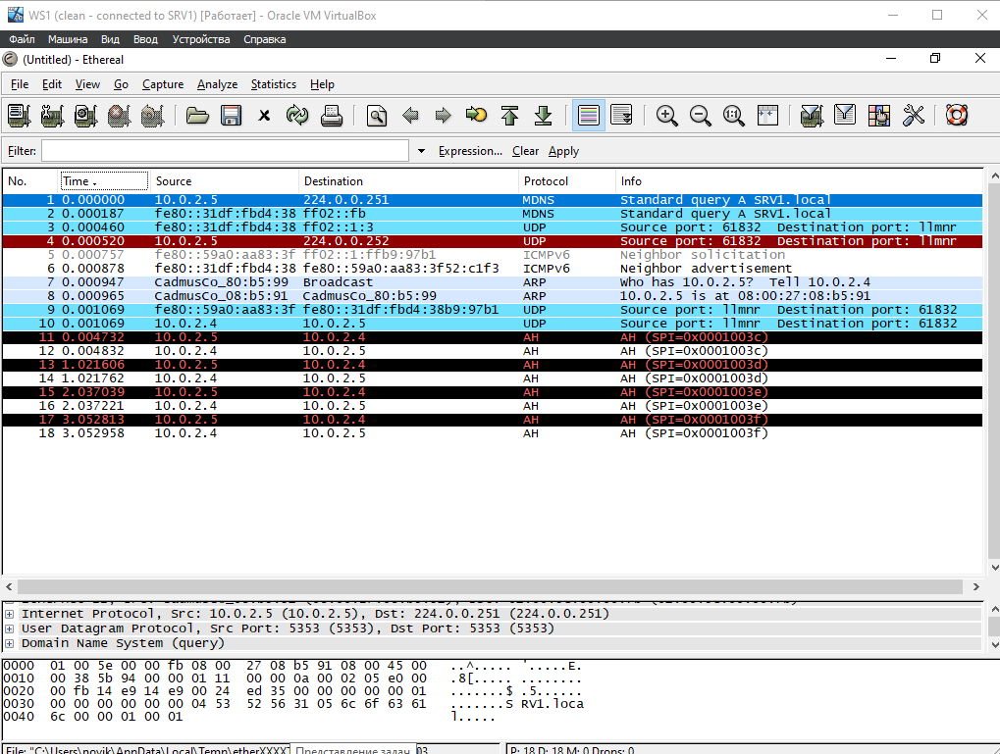 WS1 (clean - connected to SRV1) [Работает] - Oracle VM VirtualBox
Файл Машина Вид Ввод Устройства Справка
(Untitled) - Ethereal
File Edit View Go Capture Analyze Statistics Help
Filter: Expression... Clear Apply
No. Time . Source Destination Protocol Info
1 0.000000 10.0.2.5 224.0.0.251 MDNS Standard query A SRV1.local
2 0.000187 fe80::31df:fbd4:38 ff02::fb MDNS Standard query A SRV1.local
3 0.000460 fe80::31df:fbd4:38 ff02::1:3 UDP Source port: 61832 Destination port: llmnr
4 0.000520 10.0.2.5 224.0.0.252 UDP Source port: 61832 Destination port: llmnr
5 0.000757 fe80::59a0:aa83:3f ff02::1:ffb9:97b1 ICMPv6 Neighbor solicitation
6 0.000878 fe80::31df:fbd4:38 fe80::59a0:aa83:3f52:c1f3 ICMPv6 Neighbor advertisement
7 0.000947 CadmusCo_80:b5:99 Broadcast ARP Who has 10.0.2.5? Tell 10.0.2.4
8 0.000965 CadmusCo_08:b5:91 CadmusCo_80:b5:99 ARP 10.0.2.5 is at 08:00:27:08:b5:91
9 0.001069 fe80::59a0:aa83:3f fe80::31df:fbd4:38b9:97b1 UDP Source port: llmnr Destination port: 61832
10 0.001069 10.0.2.4 10.0.2.5 UDP Source port: llmnr Destination port: 61832
11 0.004732 10.0.2.5 10.0.2.4 AH AH (SPI=0x0001003c)
12 0.004832 10.0.2.4 10.0.2.5 AH AH (SPI=0x0001003c)
13 1.021606 10.0.2.5 10.0.2.4 AH AH (SPI=0x0001003d)
14 1.021762 10.0.2.4 10.0.2.5 AH AH (SPI=0x0001003d)
15 2.037039 10.0.2.5 10.0.2.4 AH AH (SPI=0x0001003e)
16 2.037221 10.0.2.4 10.0.2.5 AH AH (SPI=0x0001003e)
17 3.052813 10.0.2.5 10.0.2.4 AH AH (SPI=0x0001003f)
18 3.052958 10.0.2.4 10.0.2.5 AH AH (SPI=0x0001003f)
Internet Protocol, Src: 10.0.2.5 (10.0.2.5), Dst: 224.0.0.251 (224.0.0.251)
User Datagram Protocol, Src Port: 5353 (5353), Dst Port: 5353 (5353)
Domain Name System (query)
0000 01 00 5e 00 00 fb 08 00 27 08 b5 91 08 00 45 00 ..^..... '.....E.
0010 00 38 5b 94 00 00 01 11 00 00 0a 00 02 05 e0 00 .8[..... ........
0020 00 fb 14 e9 14 e9 00 24 ed 35 00 00 00 00 00 01 .......$ .5......
0030 00 00 00 00 00 00 04 53 52 56 31 05 6c 6f 63 61 .......S RV1.loca
0040 6c 00 00 01 00 01 l.....
File: "C:\Users\novik\AppData\Local\Temp\etherXXXX Представление задач 03 P: 18 D: 18 M: 0 Drops: 0